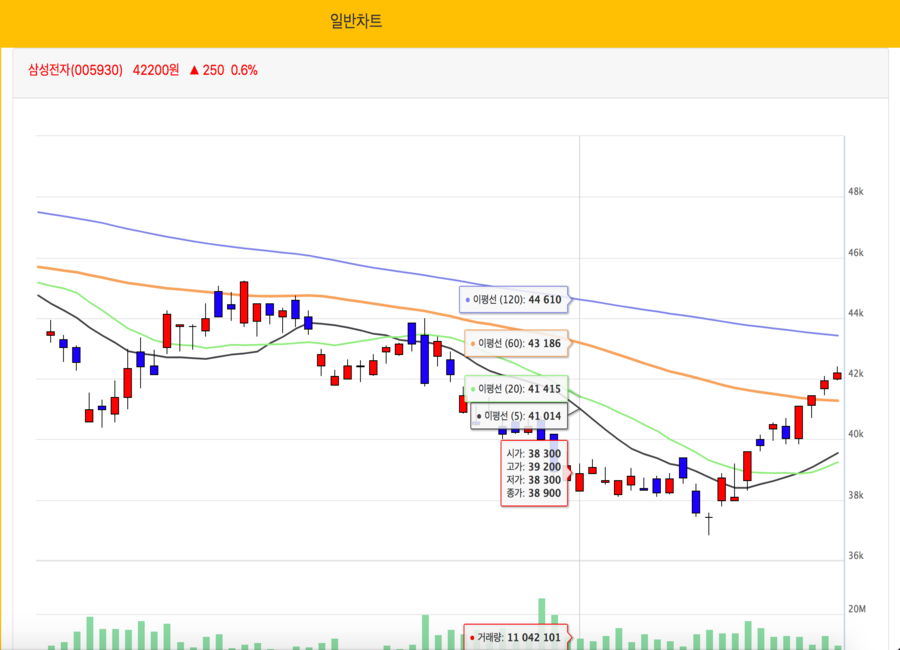 일반차트
삼성전자(005930) 42200원 ▲ 250 0.6%
48k
46k
이평선 (120): 44 610
44k
이평선 (60): 43 186
42k
이평선 (20): 41 415
이평선 (5): 41 014
40k
시가: 38 300
고가: 39 200
저가: 38 300
종가: 38 900
38k
36k
20M
거래량: 11 042 101